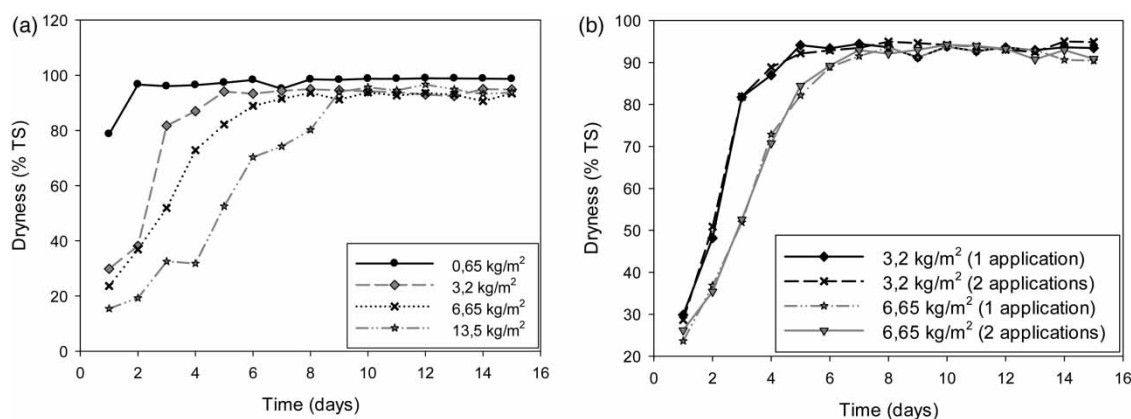 (a)
120
100
80
60
40
20
0
Dryness (% TS)
0 2 4 6 8 10 12 14 16
Time (days)
0,65 kg/m²
3,2 kg/m²
6,65 kg/m²
13,5 kg/m²
(b)
100
90
80
70
60
50
40
30
20
Dryness (% TS)
0 2 4 6 8 10 12 14 16
Time (days)
3,2 kg/m² (1 application)
3,2 kg/m² (2 applications)
6,65 kg/m² (1 application)
6,65 kg/m² (2 applications)